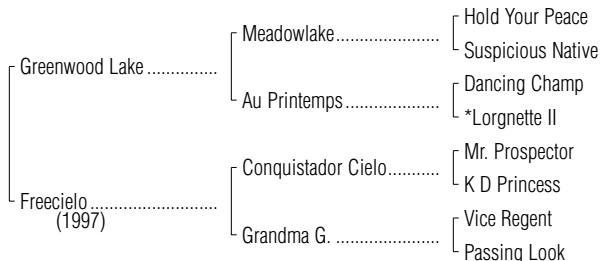 Hold Your Peace
Meadowlake....................
Suspicious Native
Greenwood Lake ..............
Dancing Champ
Au Printemps..................
*Lorgnette II
Mr. Prospector
Conquistador Cielo..........
K D Princess
Freecielo .........................
(1997)
Vice Regent
Grandma G. ....................
Passing Look